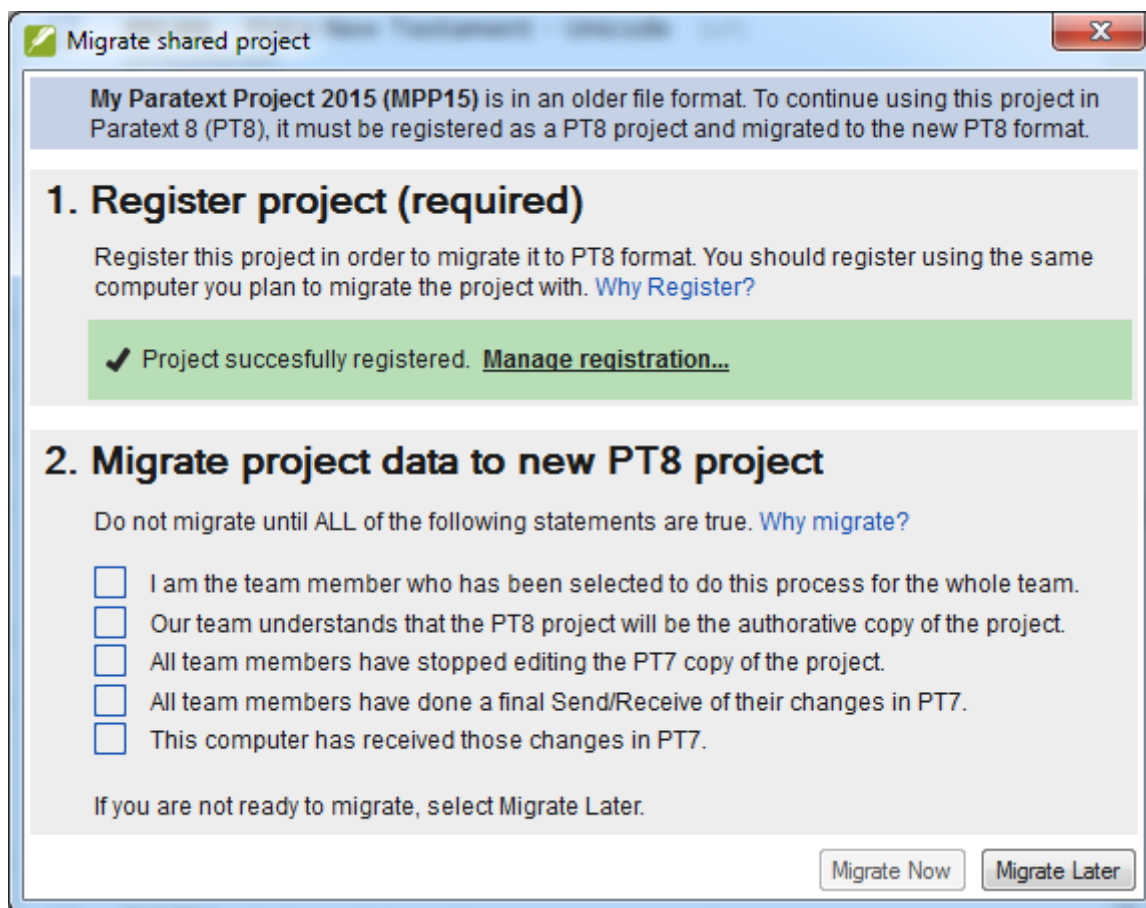 New Testament - Unicode
Migrate shared project
My Paratext Project 2015 (MPP15) is in an older file format. To continue using this project in
Paratext 8 (PT8), it must be registered as a PT8 project and migrated to the new PT8 format.
1. Register project (required)
Register this project in order to migrate it to PT8 format. You should register using the same
computer you plan to migrate the project with. Why Register?
✔ Project succesfully registered. Manage registration...
2. Migrate project data to new PT8 project
Do not migrate until ALL of the following statements are true. Why migrate?
I am the team member who has been selected to do this process for the whole team.
Our team understands that the PT8 project will be the authorative copy of the project.
All team members have stopped editing the PT7 copy of the project.
All team members have done a final Send/Receive of their changes in PT7.
This computer has received those changes in PT7.
If you are not ready to migrate, select Migrate Later.
Migrate Now Migrate Later